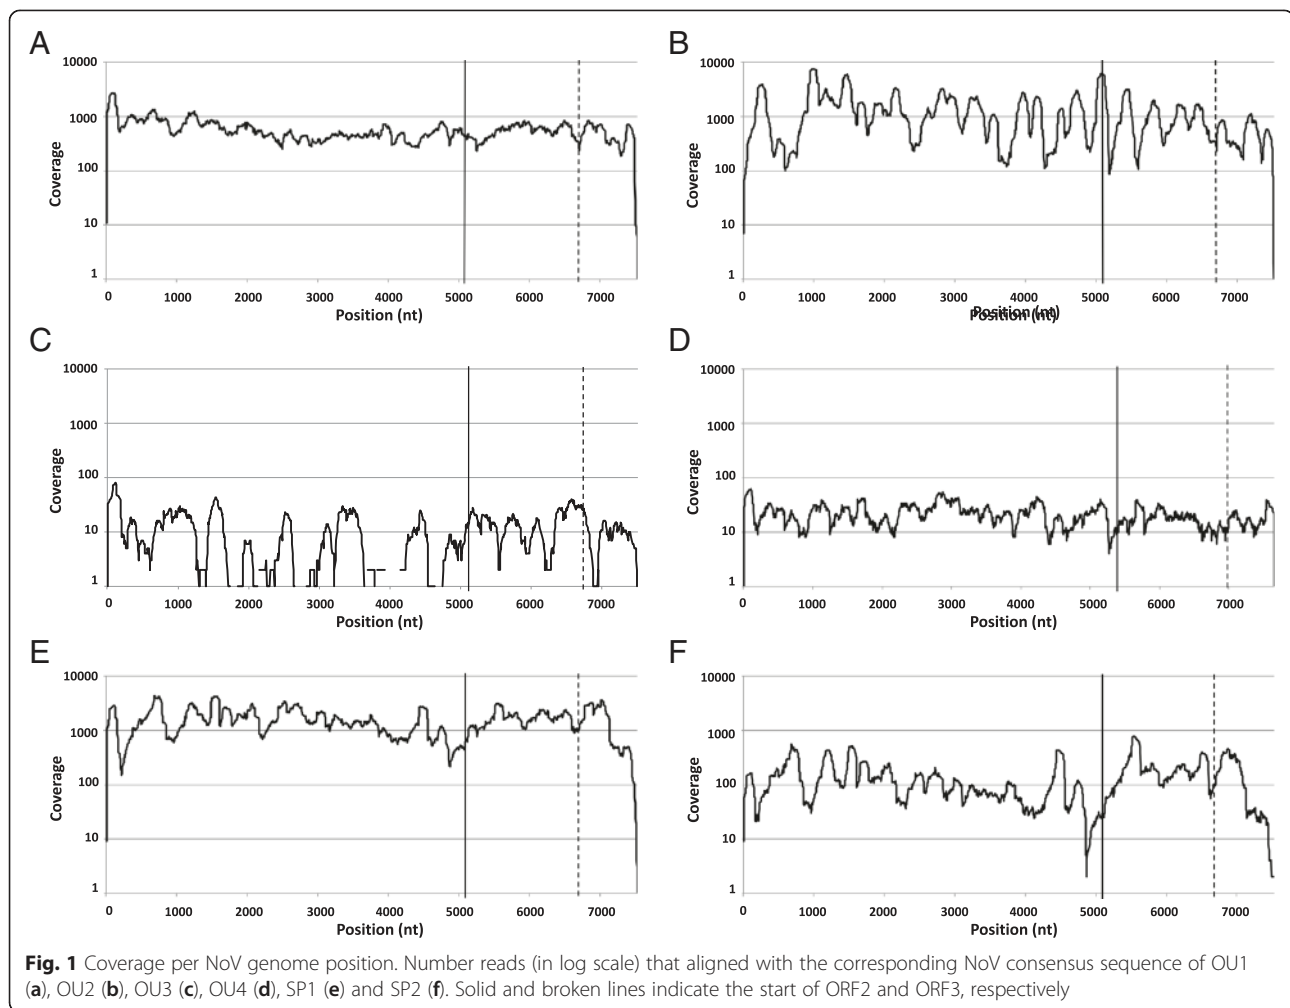 A
10000
1000
100
10
1
Coverage
0 1000 2000 3000 4000 5000 6000 7000
Position (nt)
B
10000
1000
100
10
1
Coverage
0 1000 2000 3000 4000 5000 6000 7000
Position (nt)
Position (nt)
C
10000
1000
100
10
1
Coverage
0 1000 2000 3000 4000 5000 6000 7000
Position (nt)
D
10000
1000
100
10
1
Coverage
0 1000 2000 3000 4000 5000 6000 7000
Position (nt)
E
10000
1000
100
10
1
Coverage
0 1000 2000 3000 4000 5000 6000 7000
Position (nt)
F
10000
1000
100
10
1
Coverage
0 1000 2000 3000 4000 5000 6000 7000
Position (nt)
Fig. 1 Coverage per NoV genome position. Number reads (in log scale) that aligned with the corresponding NoV consensus sequence of OU1
(a), OU2 (b), OU3 (c), OU4 (d), SP1 (e) and SP2 (f). Solid and broken lines indicate the start of ORF2 and ORF3, respectively